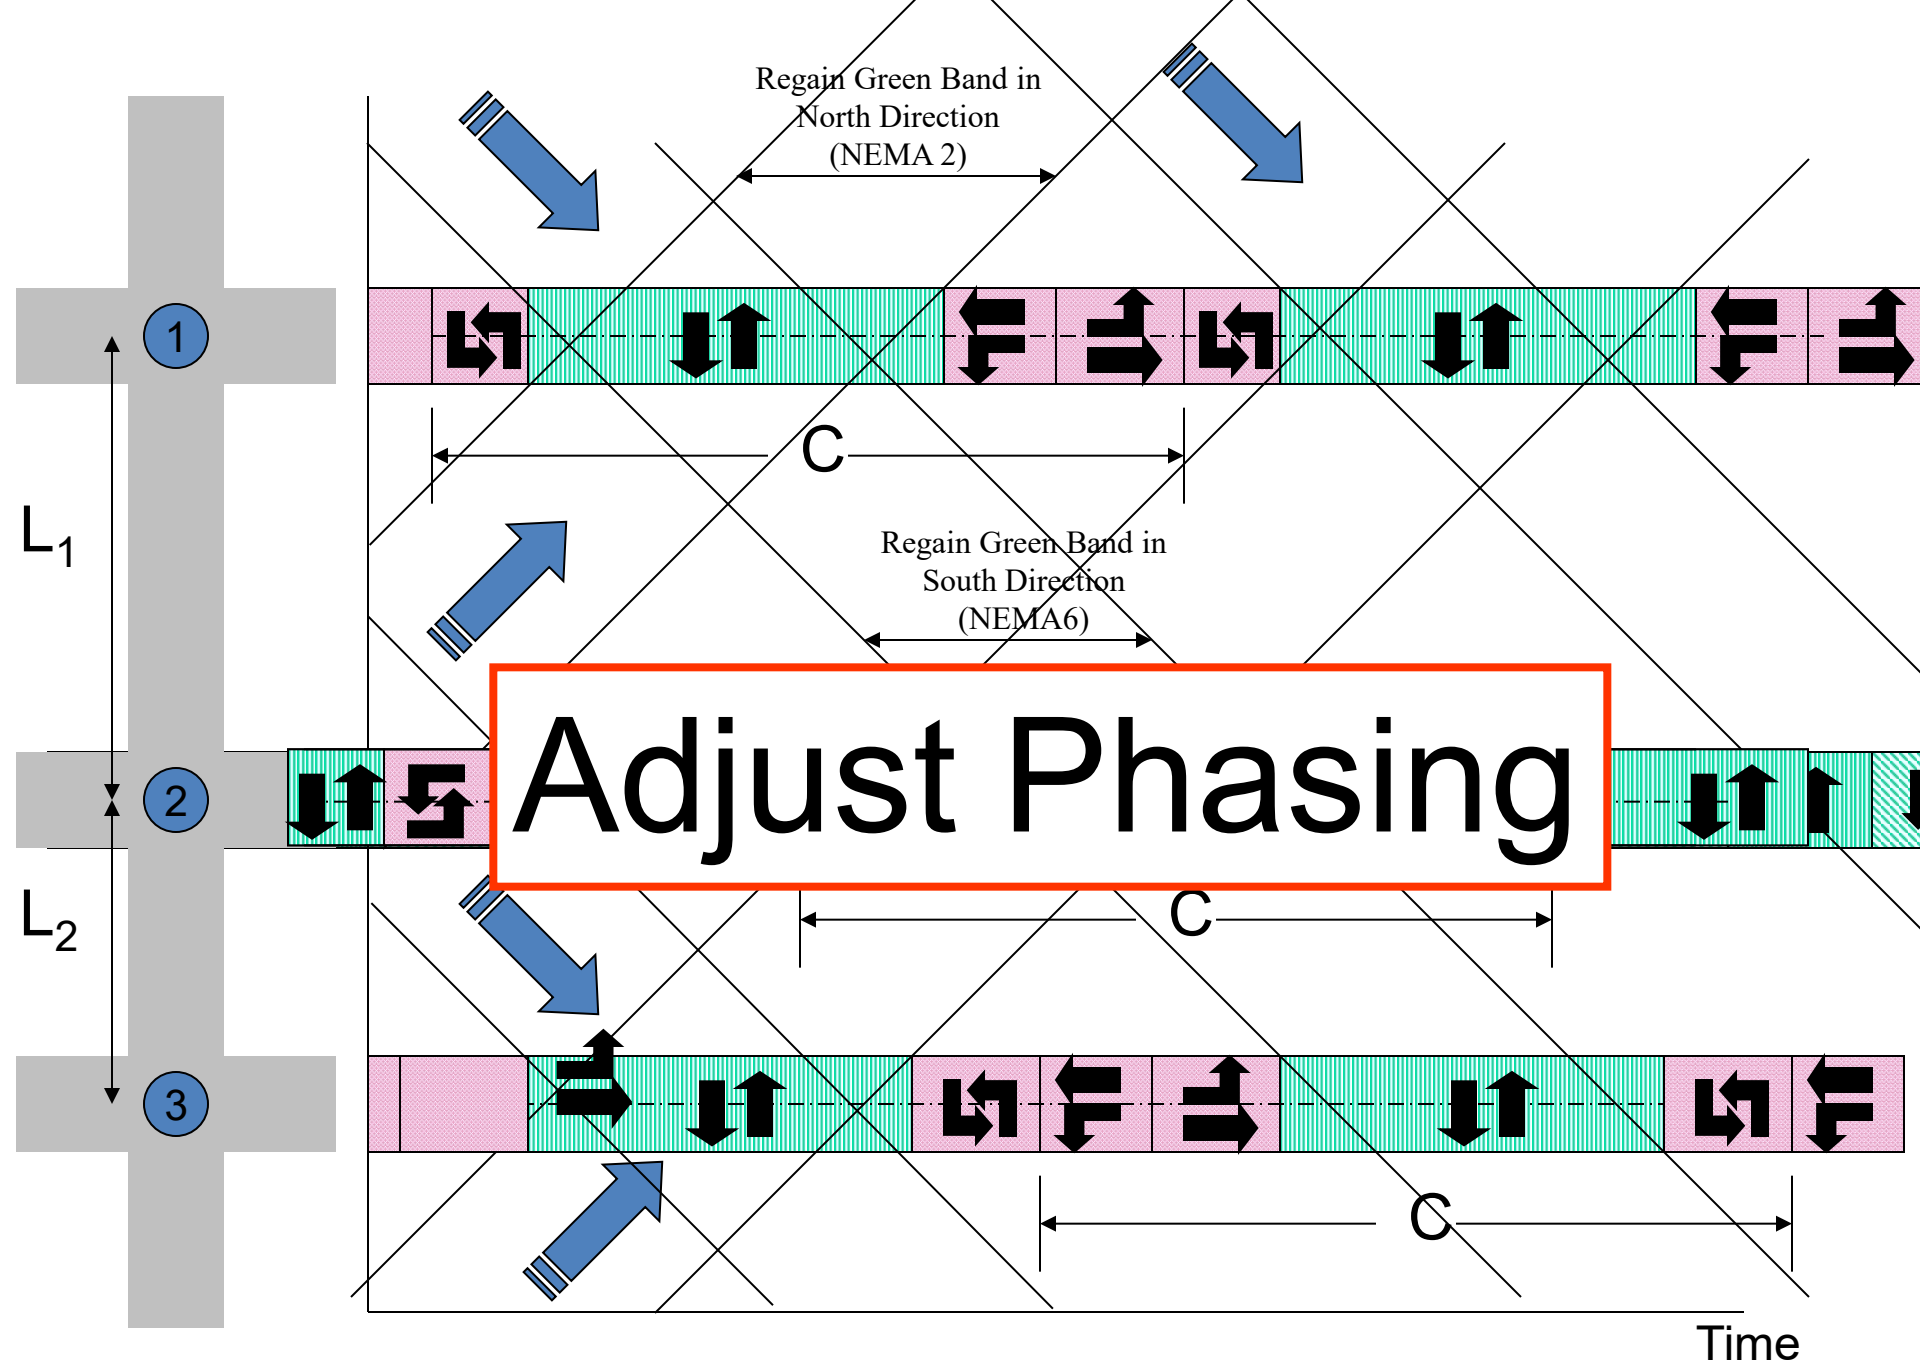 Regain Green Band in
North Direction
(NEMA 2)
1
C
L1
Regain Green Band in
South Direction
(NEMA6)
Adjust Phasing
2
L2
C
3
C
Time